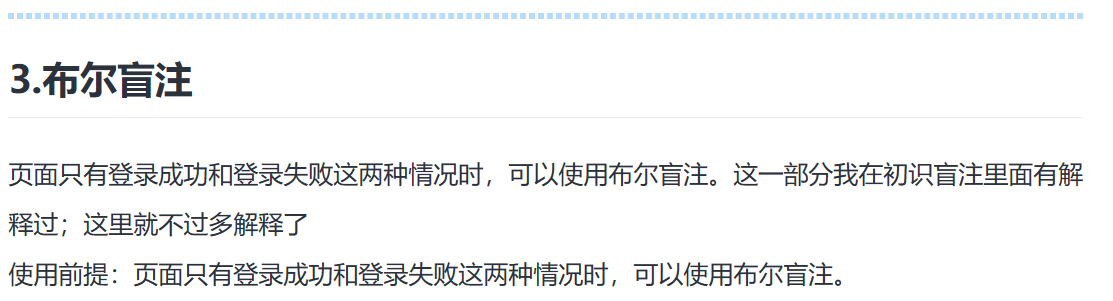 3.布尔盲注
页面只有登录成功和登录失败这两种情况时，可以使用布尔盲注。这一部分我在初识盲注里面有解
释过；这里就不过多解释了
使用前提：页面只有登录成功和登录失败这两种情况时，可以使用布尔盲注。